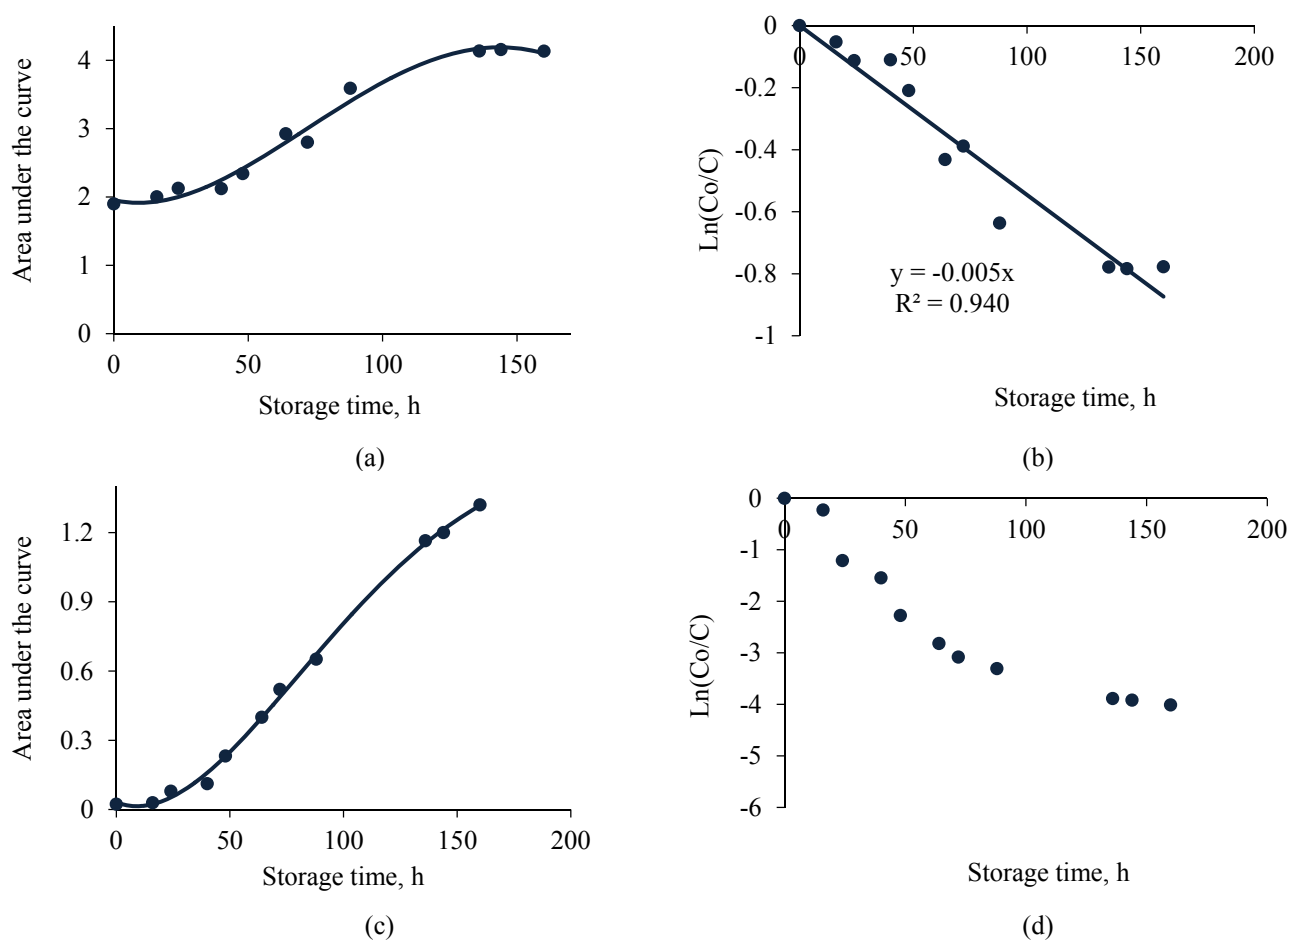 Area under the curve
4
3
2
1
0
0 50 100 150
Storage time, h
(a)
Ln(Co/C)
0
-0.2
-0.4
-0.6
-0.8
-1
0 50 100 150 200
y = -0.005x
R² = 0.940
Storage time, h
(b)
Area under the curve
1.2
0.9
0.6
0.3
0
0 50 100 150 200
Storage time, h
(c)
Ln(Co/C)
0
-1
-2
-3
-4
-5
-6
0 50 100 150 200
Storage time, h
(d)